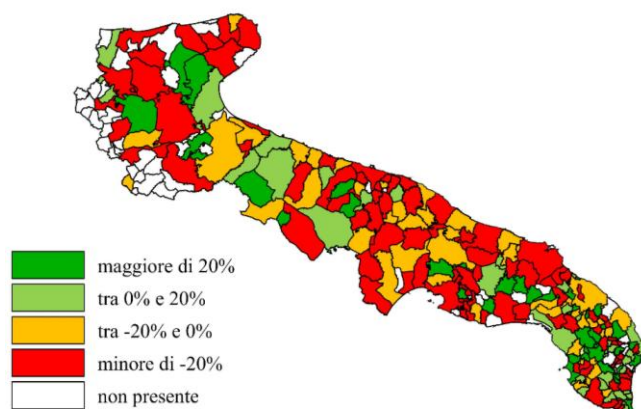 maggiore di 20%
tra 0% e 20%
tra -20% e 0%
minore di -20%
non presente